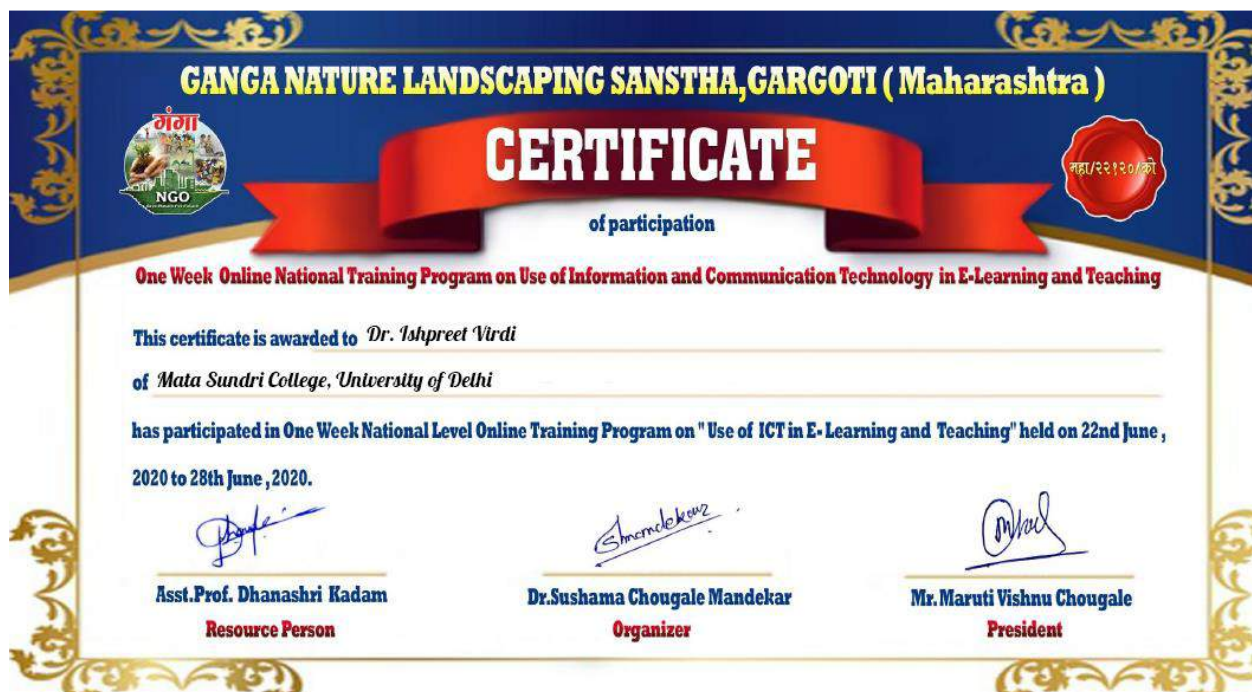 GANGA NATURE LANDSCAPING SANSTHA,GARGOTI ( Maharashtra )
गंगा
NGO
CERTIFICATE
महा/२२१२०/को
of participation
One Week Online National Training Program on Use of Information and Communication Technology in E-Learning and Teaching
This certificate is awarded to Dr. Ishpreet Virdi
of Mata Sundri College, University of Delhi
has participated in One Week National Level Online Training Program on " Use of ICT in E- Learning and Teaching" held on 22nd June ,
2020 to 28th June ,2020.
Smandekar
Asst.Prof. Dhanashri Kadam
Dr.Sushama Chougale Mandekar
Mr.Maruti Vishnu Chougale
Resource Person
Organizer
President